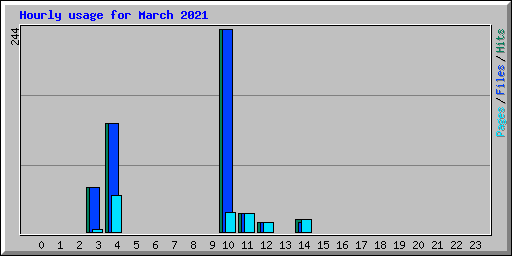 Hourly usage for March 2021
244
Pages/Files/Hits
0 1 2 3 4 5 6 7 8 9 10 11 12 13 14 15 16 17 18 19 20 21 22 23